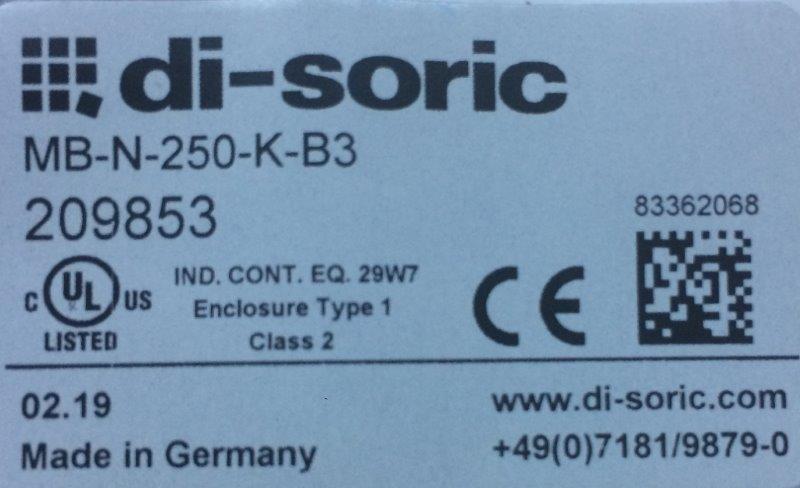 di-soric
MB-N-250-K-B3
209853
83362068
C UL US
LISTED
IND. CONT. EQ. 29W7
Enclosure Type 1
Class 2
CE
02.19
Made in Germany
www.di-soric.com
+49(0)7181/9879-0